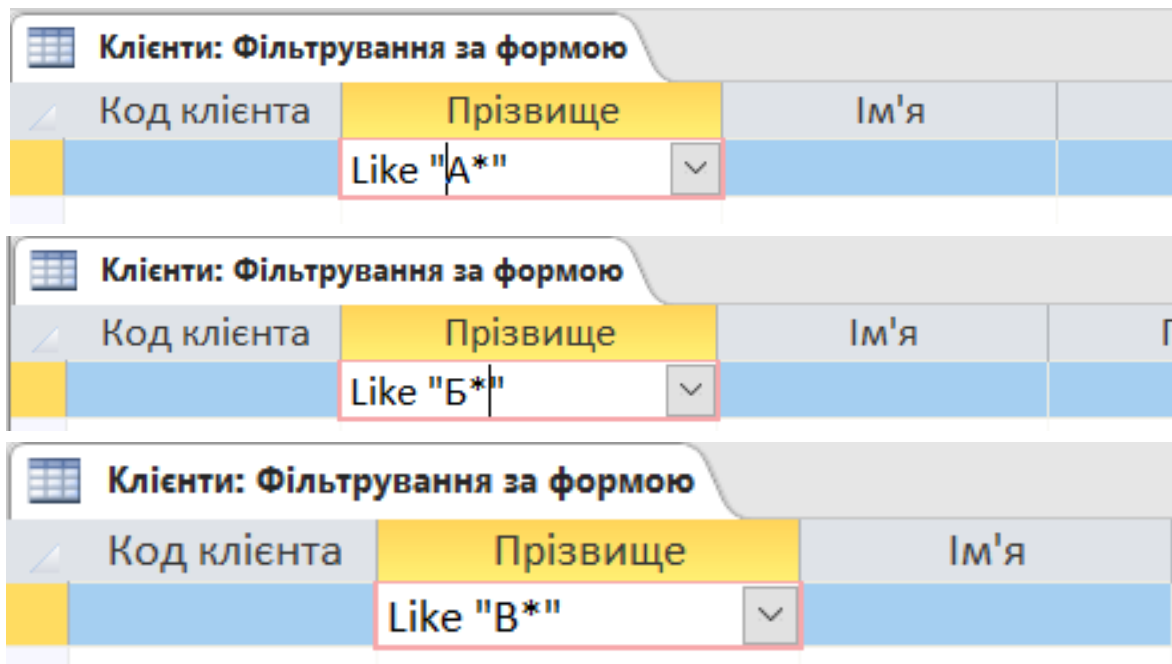 Клієнти: Фільтрування за формою
Код клієнта Прізвище Ім'я
Like "А*"
Клієнти: Фільтрування за формою
Код клієнта Прізвище Ім'я
Like "Б*"
Клієнти: Фільтрування за формою
Код клієнта Прізвище Ім'я
Like "В*"